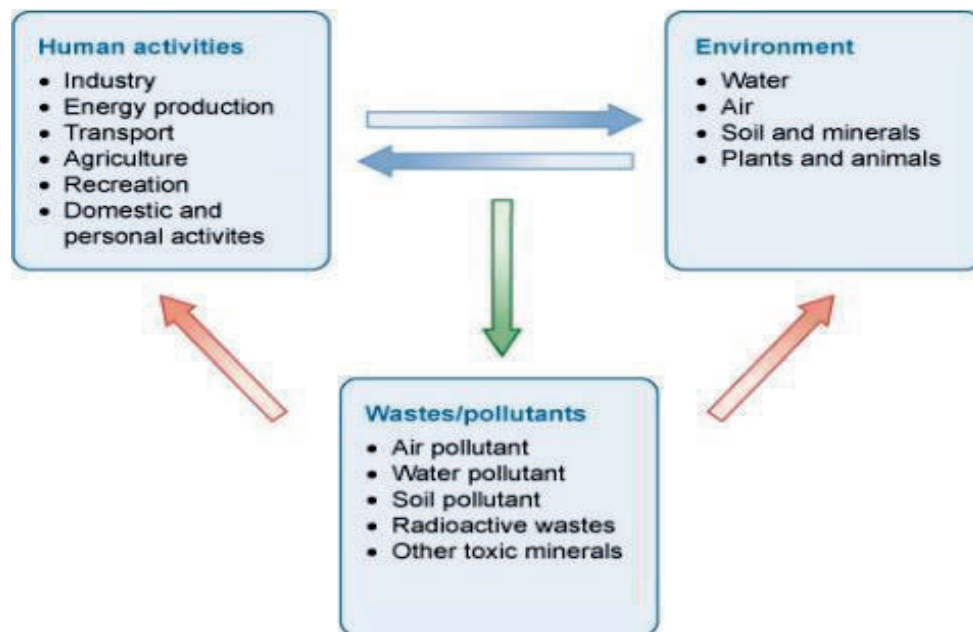 Human activities
• Industry
• Energy production
• Transport
• Agriculture
• Recreation
• Domestic and
personal activites
Environment
• Water
• Air
• Soil and minerals
• Plants and animals
Wastes/pollutants
• Air pollutant
• Water pollutant
• Soil pollutant
• Radioactive wastes
• Other toxic minerals